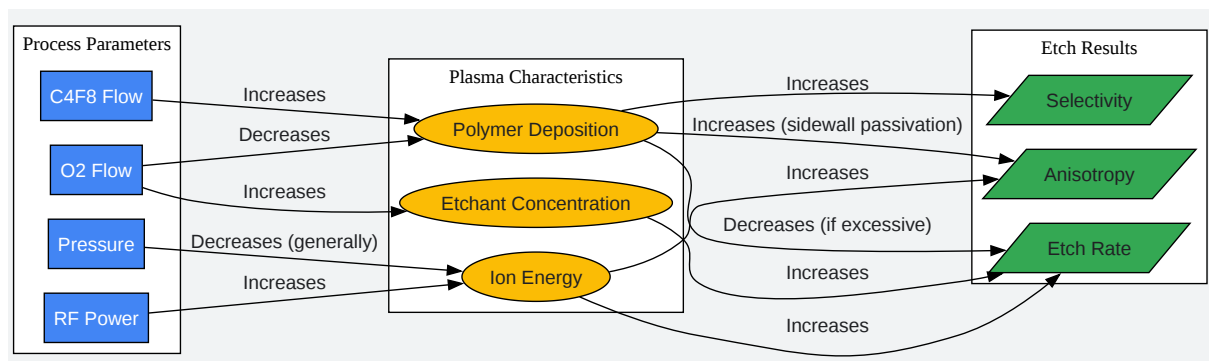 Process Parameters
C4F8 Flow
O2 Flow
Pressure
RF Power
Increases
Decreases
Increases
Decreases (generally)
Increases
Plasma Characteristics
Polymer Deposition
Etchant Concentration
Ion Energy
Increases
Increases (sidewall passivation)
Increases
Decreases (if excessive)
Increases
Increases
Etch Results
Selectivity
Anisotropy
Etch Rate